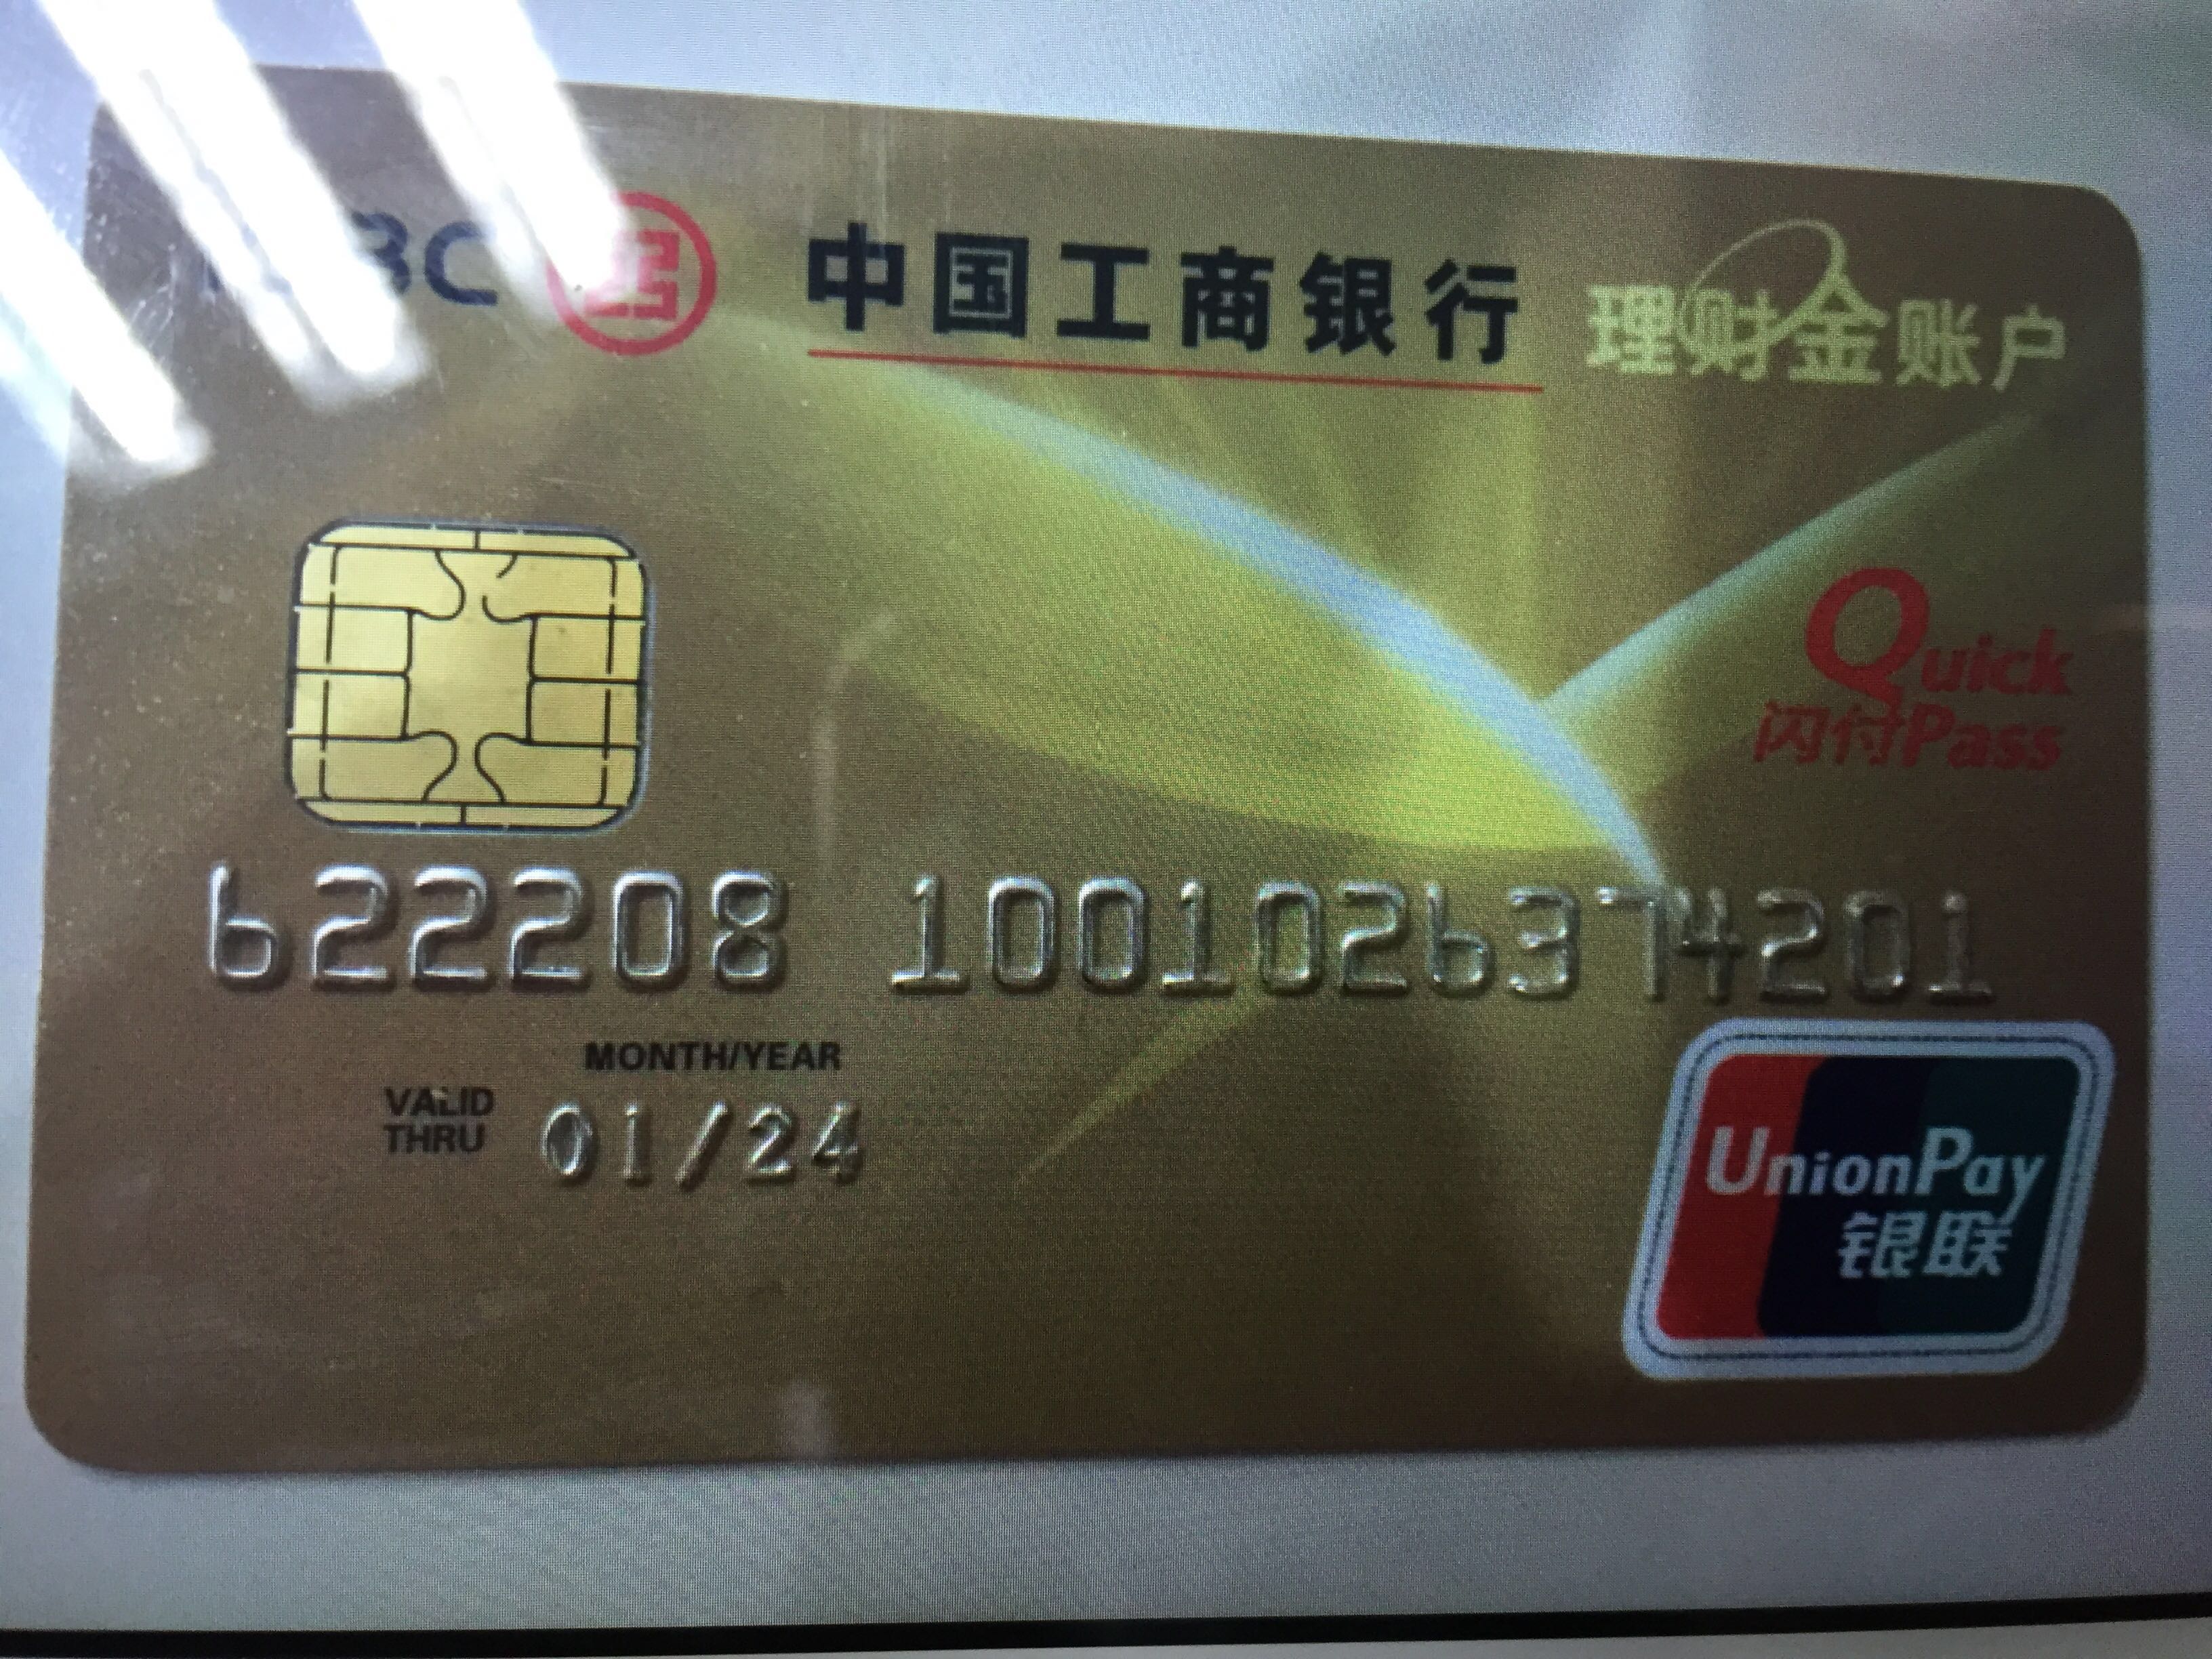 中国工商银行 理财金账户
Quick
闪付Pass
622208 1001026374201
MONTH/YEAR
VALID
THRU 01/24
UnionPay
银联